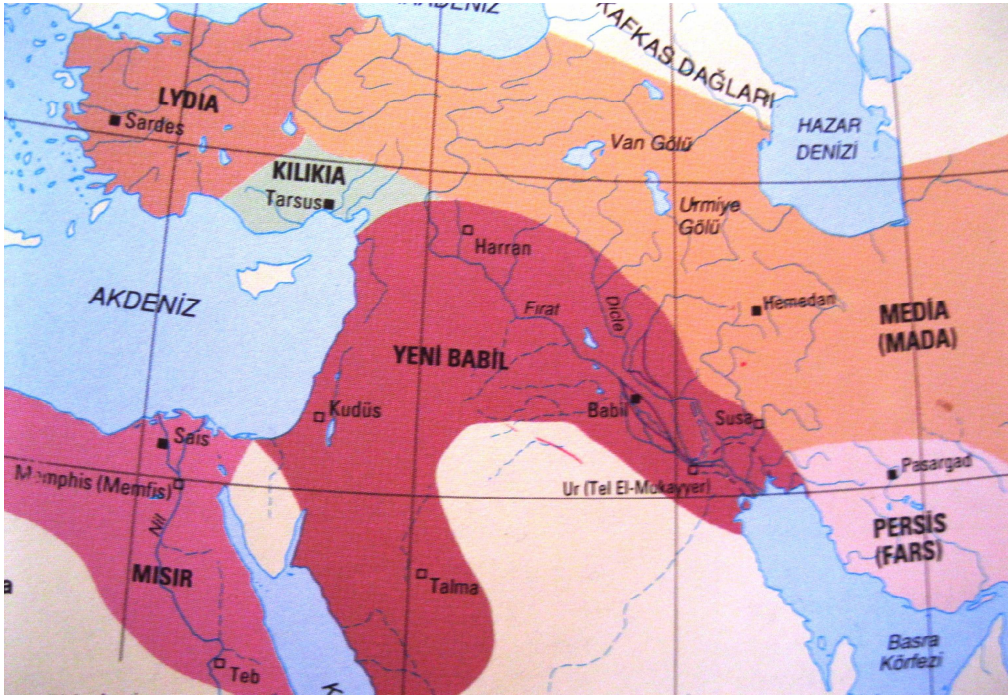 KAFKAS DAĞLARI
LYDIA
Sardes
HAZAR
DENİZİ
Van Gölü
KILIKIA
Tarsus
Urmiye
Gölü
Harran
AKDENİZ
Fırat
Dicle
Hemedan
MEDİA
(MADA)
YENİ BABİL
Kudüs
Babil
Susa
Sais
Memphis (Memfis)
Ur (Tel El-Mukayyer)
Pasargad
Nil
PERSİS
(FARS)
MISIR
Talma
Teb
Basra
Körfezi